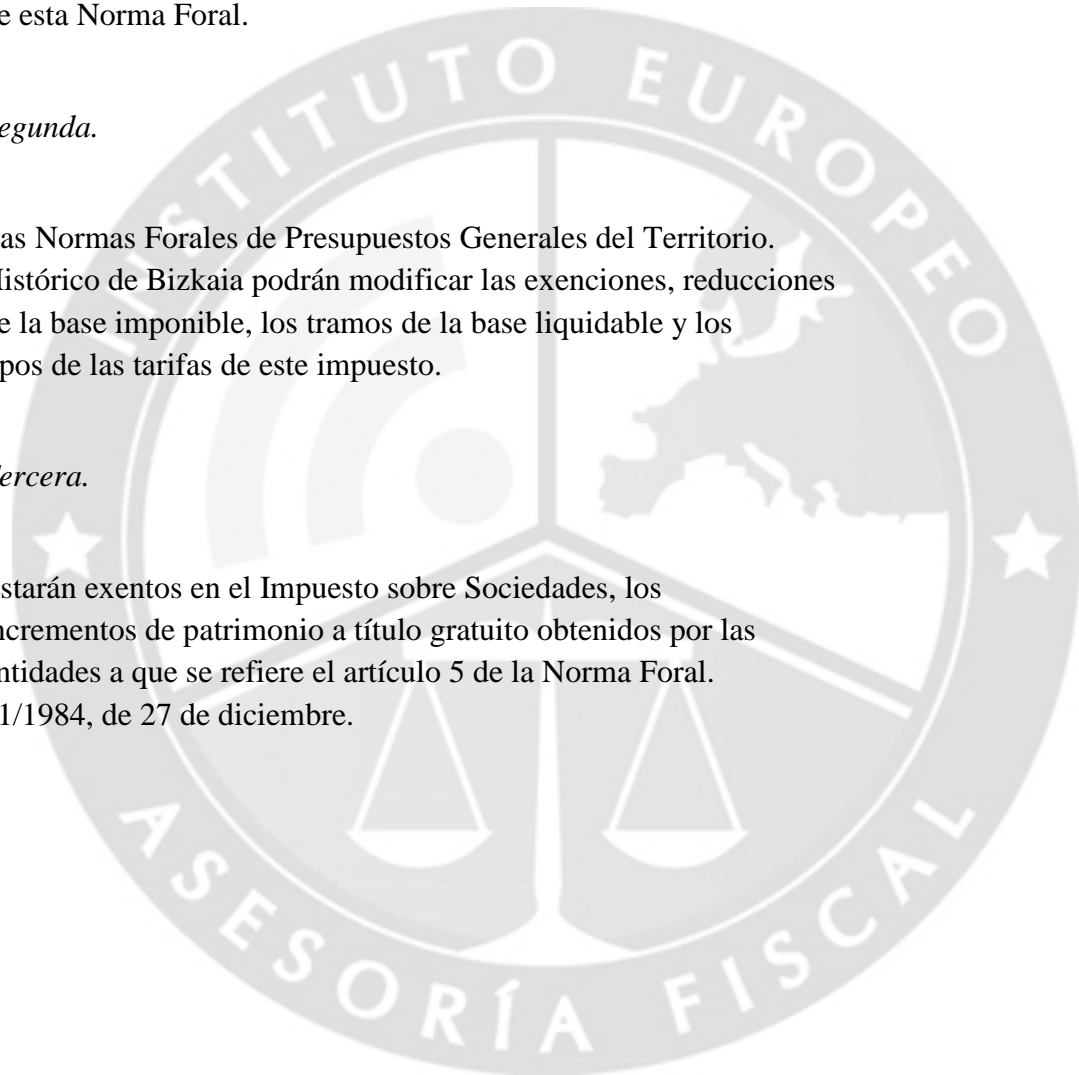 e esta Norma Foral.
egunda.
as Normas Forales de Presupuestos Generales del Territorio.
istórico de Bizkaia podrán modificar las exenciones, reducciones
e la base imponible, los tramos de la base liquidable y los
pos de las tarifas de este impuesto.
ercera.
starán exentos en el Impuesto sobre Sociedades, los
ncrementos de patrimonio a título gratuito obtenidos por las
ntidades a que se refiere el artículo 5 de la Norma Foral.
1/1984, de 27 de diciembre.
INSTITUTO EUROPEO
ASESORÍA FISCAL